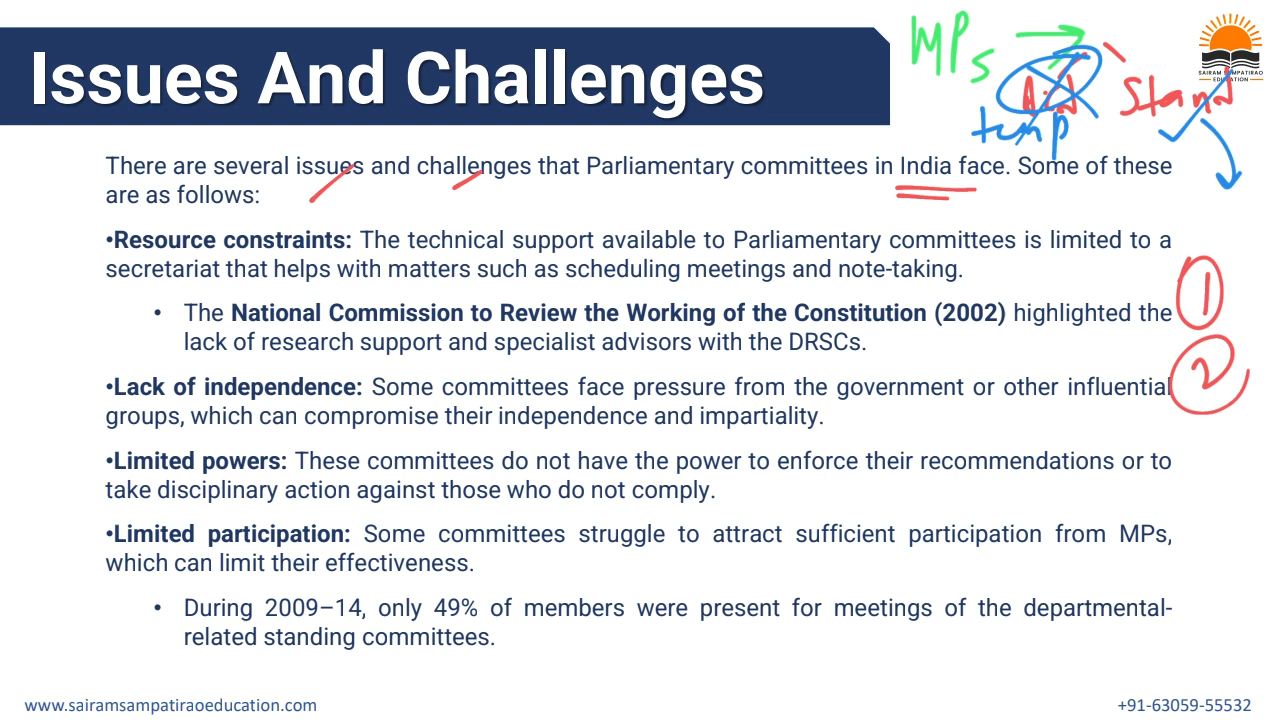 Issues And Challenges
MPs
Stand
temp
SAIRAM SAMPATIRAO
EDUCATION
There are several issues and challenges that Parliamentary committees in India face. Some of these
are as follows:
•Resource constraints: The technical support available to Parliamentary committees is limited to a
secretariat that helps with matters such as scheduling meetings and note-taking.
• The National Commission to Review the Working of the Constitution (2002) highlighted the
lack of research support and specialist advisors with the DRSCs.
1
2
•Lack of independence: Some committees face pressure from the government or other influential
groups, which can compromise their independence and impartiality.
•Limited powers: These committees do not have the power to enforce their recommendations or to
take disciplinary action against those who do not comply.
•Limited participation: Some committees struggle to attract sufficient participation from MPs,
which can limit their effectiveness.
• During 2009–14, only 49% of members were present for meetings of the departmental-
related standing committees.
www.sairamsampatiraoeducation.com
+91-63059-55532